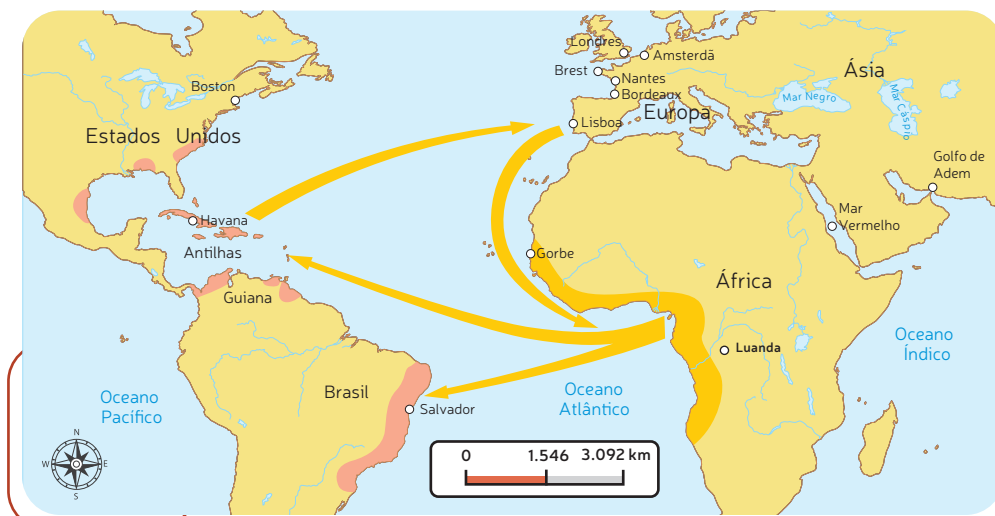 Londres
Amsterdã
Brest
Nantes
Bordeaux
Ásia
Mar Negro
Mar Cáspio
Boston
Lisboa
Europa
Estados Unidos
Golfo de
Adem
Havana
Mar
Vermelho
Antilhas
Gorbe
Guiana
África
Luanda
Oceano
Índico
Brasil
Oceano
Pacífico
Salvador
Oceano
Atlântico
0 1.546 3.092 km
N
W E
S